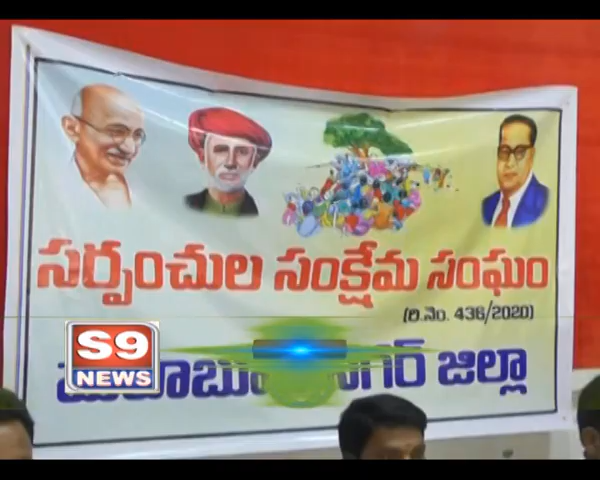 సర్పంచుల సంక్షేమ సంఘం
(రి.నెం. 436/2020)
జిల్లా
S9
NEWS